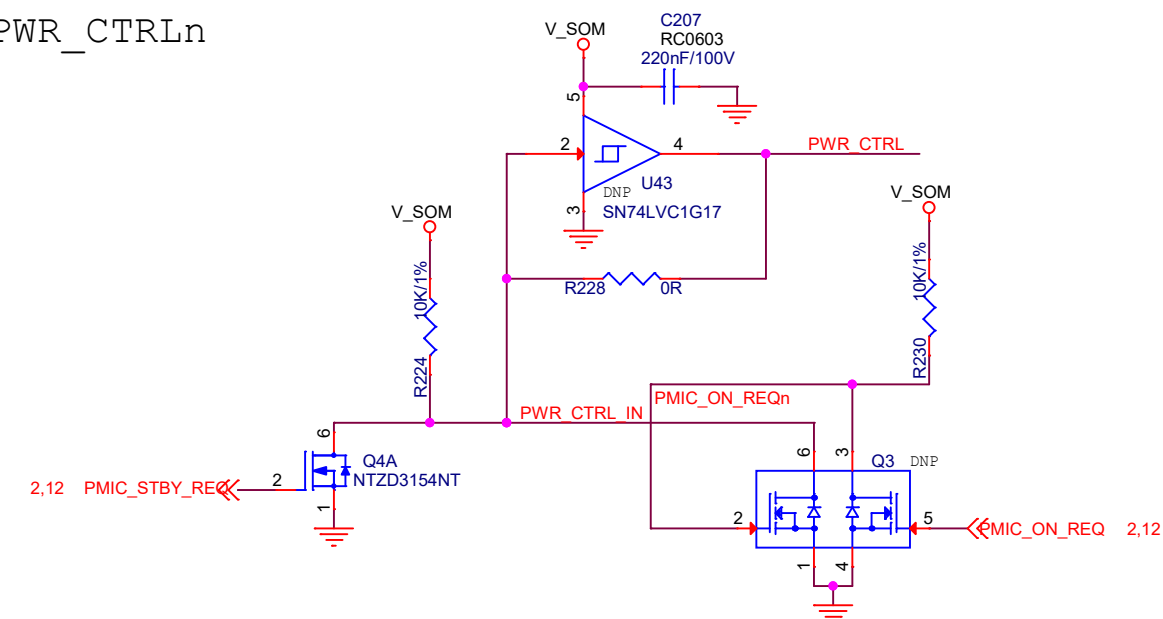 PWR_CTRLn
V_SOM
C207
RC0603
220nF/100V
5
2
4
PWR_CTRL
U43
DNP
SN74LVC1G17
3
V_SOM
V_SOM
10K/1%
R224
R228
0R
10K/1%
R230
PMIC_ON_REQn
PWR_CTRL_IN
6
Q4A
NTZD3154NT
2,12
PMIC_STBY_REQ
2
1
6
3
Q3
DNP
2
5
PMIC_ON_REQ
2,12
1
4